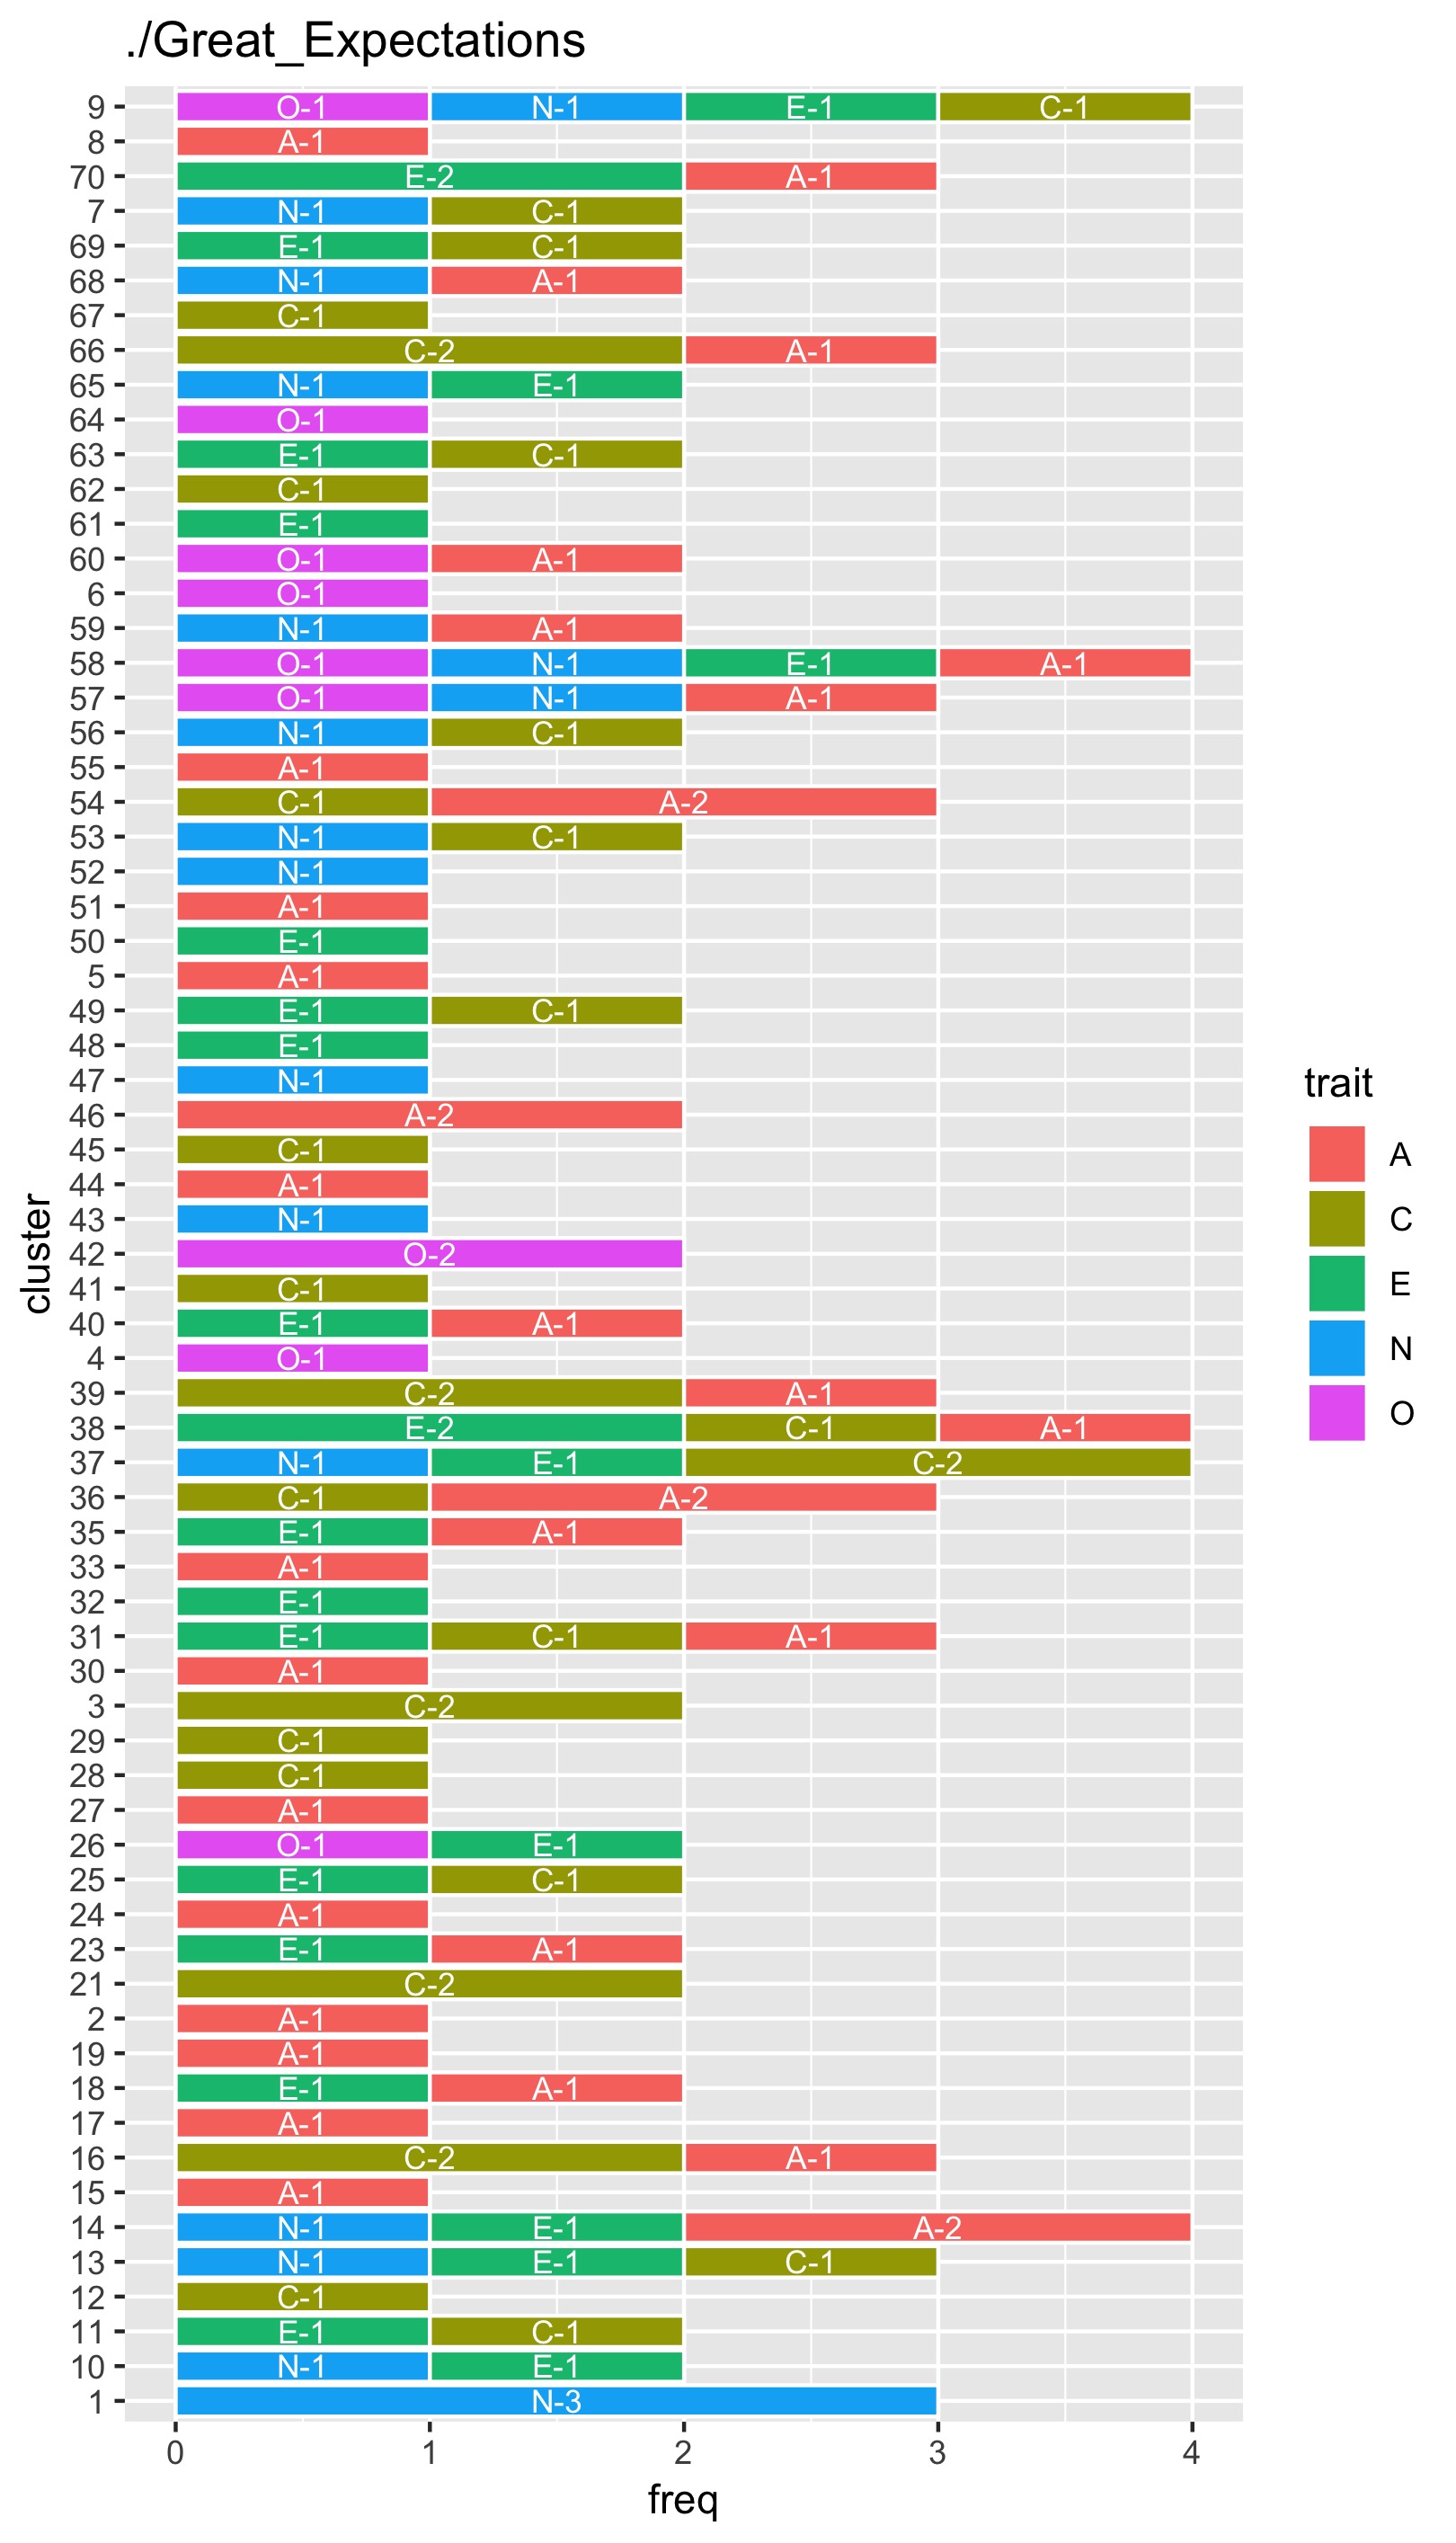 ./Great_Expectations
9 O-1 N-1 E-1 C-1
8 A-1
70 E-2 A-1
7 N-1 C-1
69 E-1 C-1
68 N-1 A-1
67 C-1
66 C-2 A-1
65 N-1 E-1
64 O-1
63 E-1 C-1
62 C-1
61 E-1
60 O-1 A-1
6 O-1
59 N-1 A-1
58 O-1 N-1 E-1 A-1
57 O-1 N-1 A-1
56 N-1 C-1
55 A-1
54 C-1 A-2
53 N-1 C-1
52 N-1
51 A-1
50 E-1
5 A-1
49 E-1 C-1
48 E-1
47 N-1
46 A-2
45 C-1
44 A-1
43 N-1
42 O-2
41 C-1
40 E-1 A-1
4 O-1
39 C-2 A-1
38 E-2 C-1 A-1
37 N-1 E-1 C-2
36 C-1 A-2
35 E-1 A-1
33 A-1
32 E-1
31 E-1 C-1 A-1
30 A-1
3 C-2
29 C-1
28 C-1
27 A-1
26 O-1 E-1
25 E-1 C-1
24 A-1
23 E-1 A-1
21 C-2
2 A-1
19 A-1
18 E-1 A-1
17 A-1
16 C-2 A-1
15 A-1
14 N-1 E-1 A-2
13 N-1 E-1 C-1
12 C-1
11 E-1 C-1
10 N-1 E-1
1 N-3
0 1 2 3 4
freq
cluster
trait
A
C
E
N
O